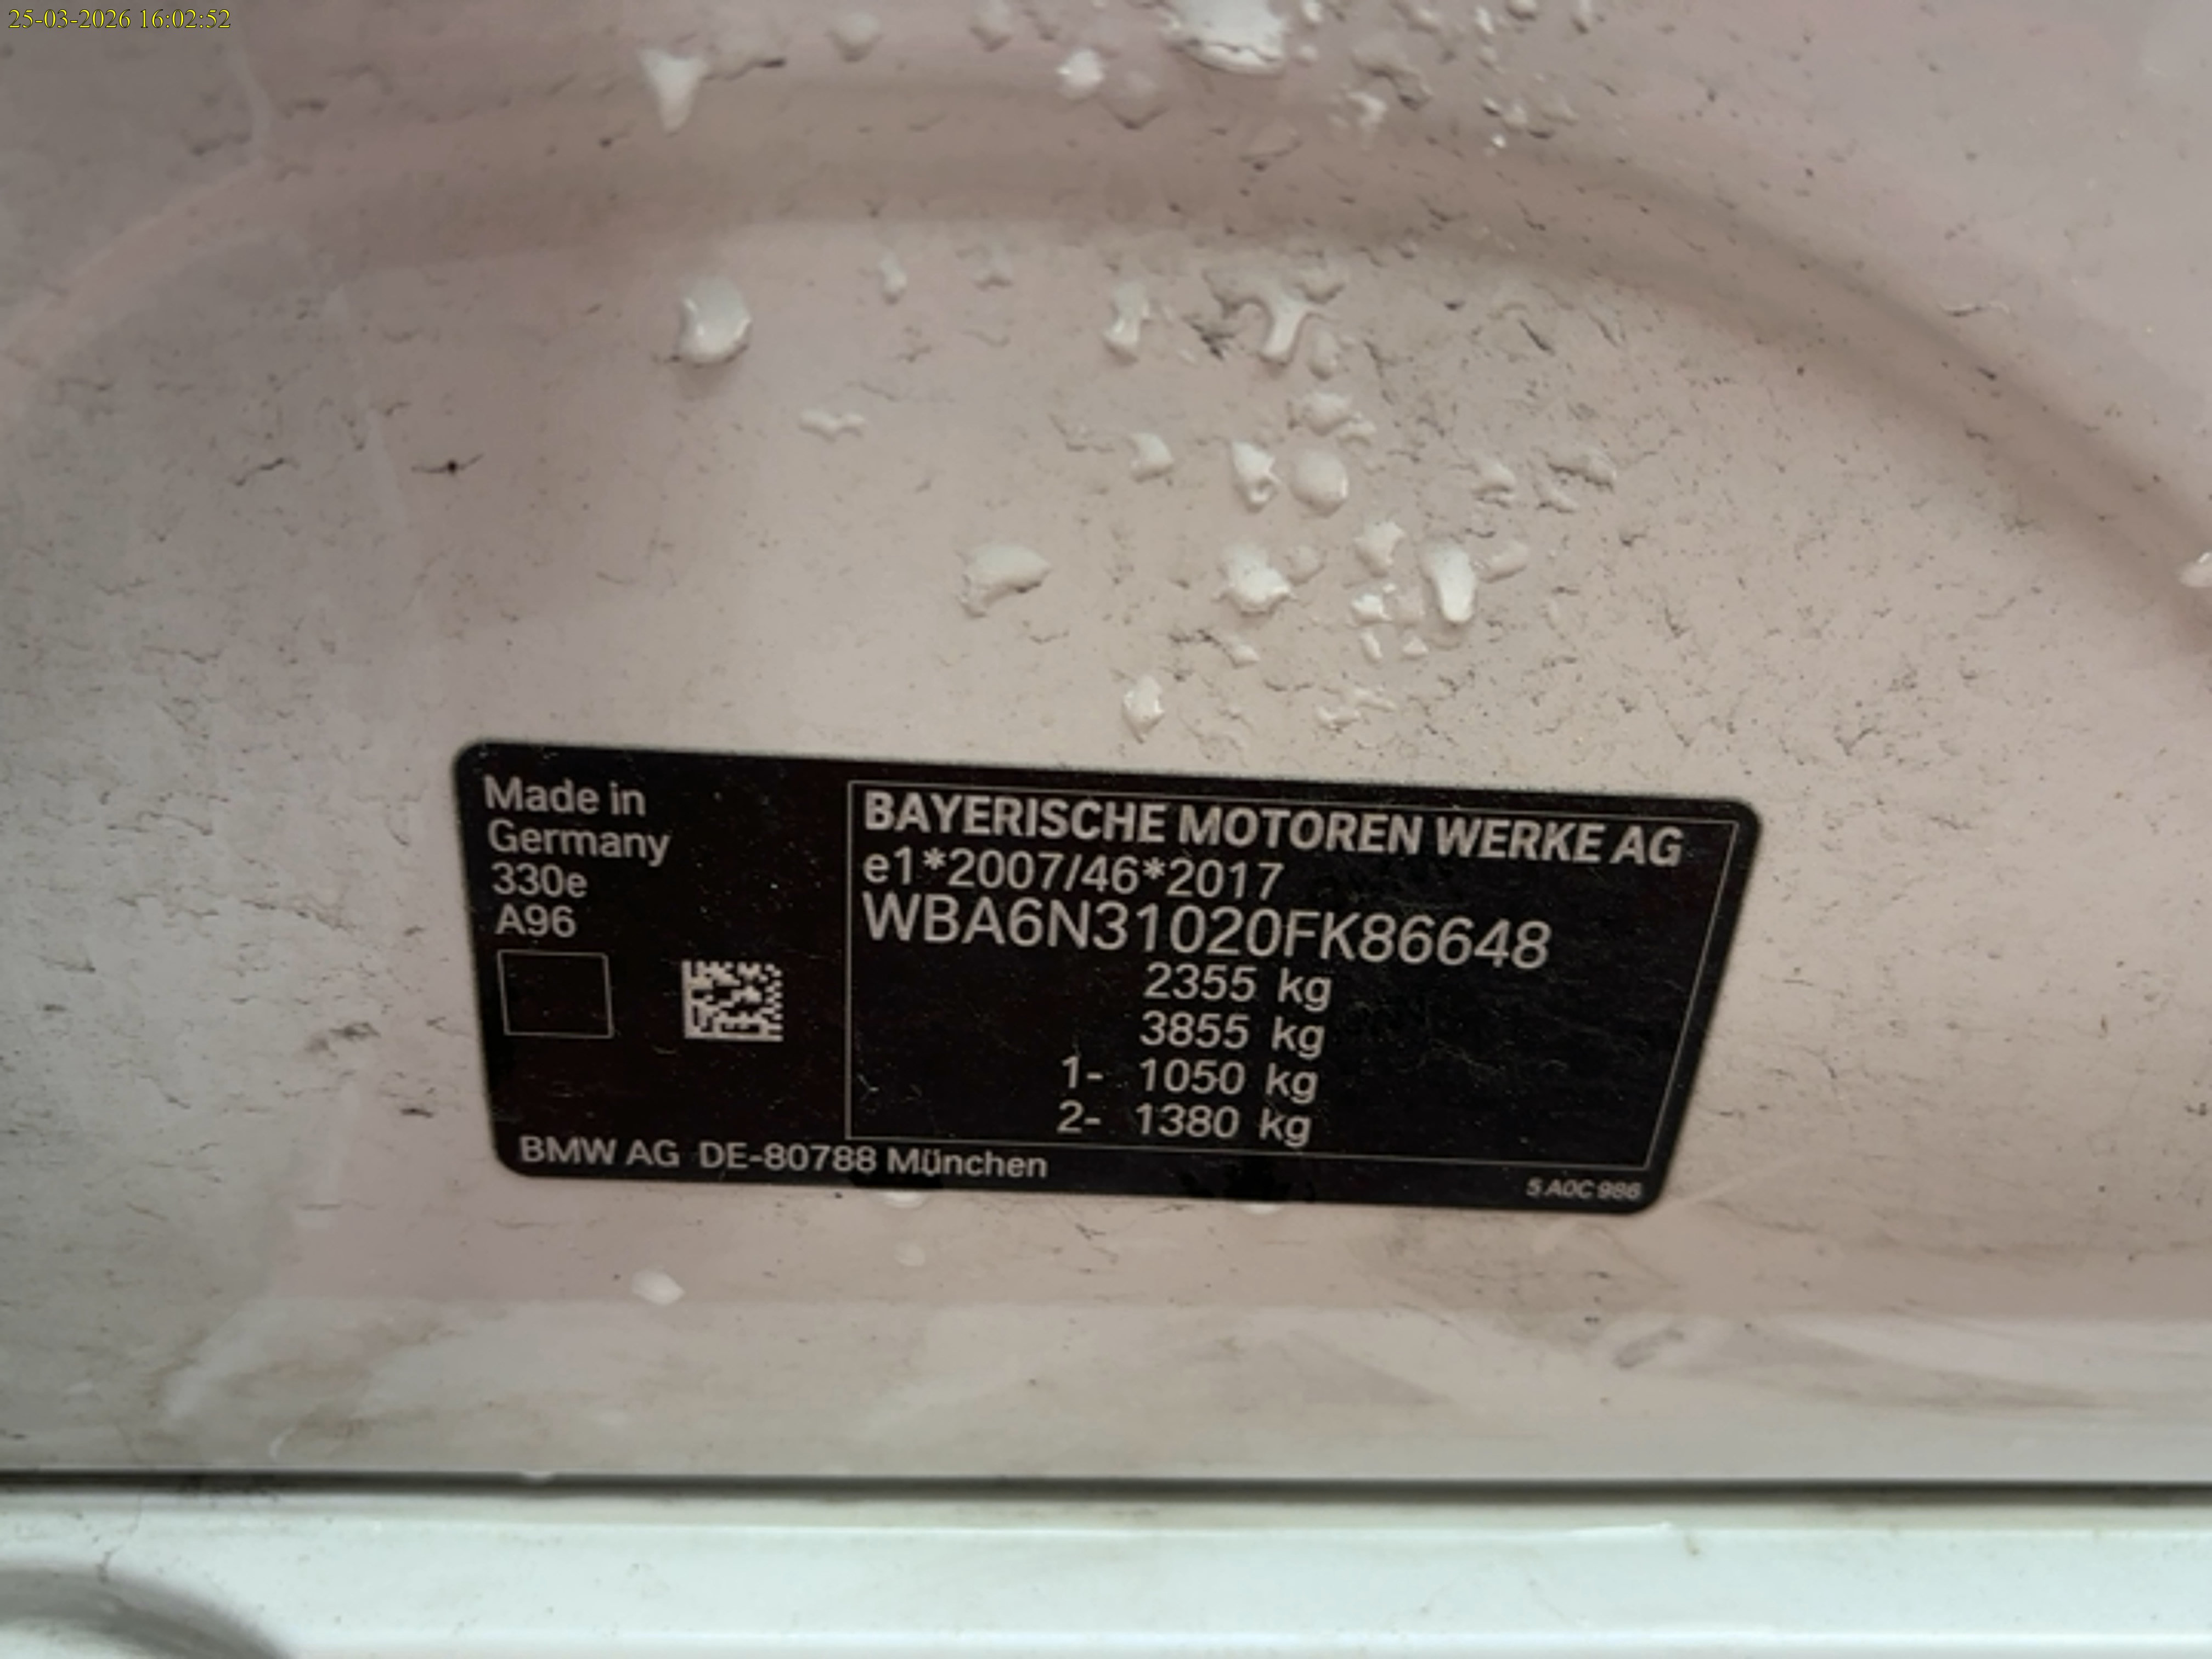 25-03-2026 16:02:52
Made in
Germany
330e
A96
BAYERISCHE MOTOREN WERKE AG
e1*2007/46*2017
WBA6N31020FK86648
2355 kg
3855 kg
1- 1050 kg
2- 1380 kg
BMW AG DE-80788 München
5 A0C 986